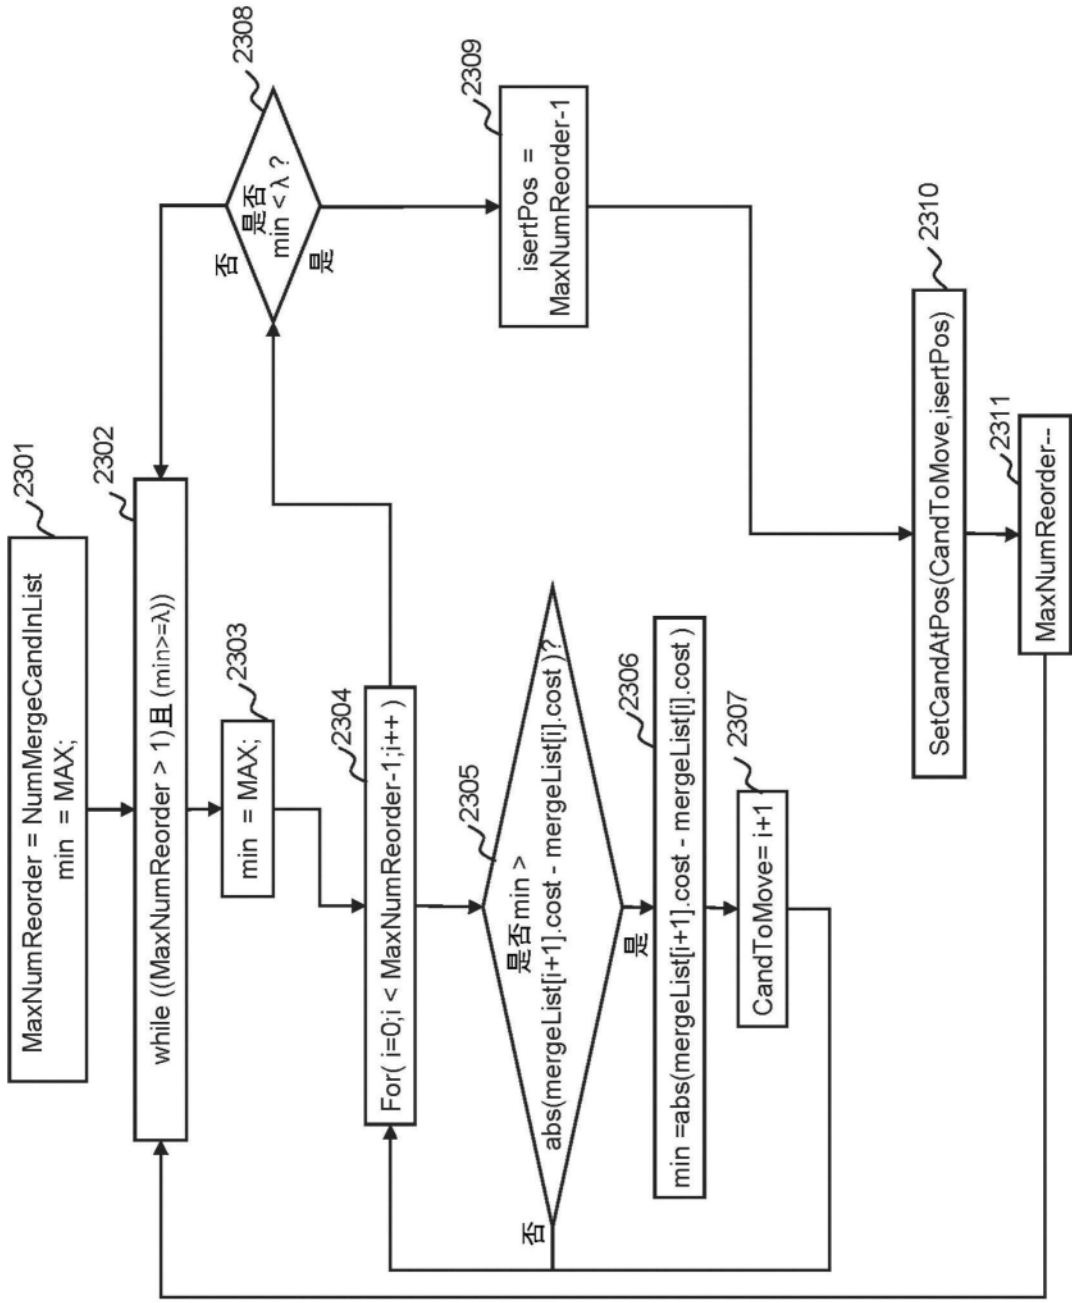 2301
MaxNumReorder = NumMergeCandInList
min = MAX;
2302
while ((MaxNumReorder > 1)且(min>=λ))
2303
min = MAX;
2304
For( i=0;i < MaxNumReorder-1;i++ )
2305
是否min >
abs(mergeList[i+1].cost - mergeList[i].cost )?
否
是
2306
min =abs(mergeList[i+1].cost - mergeList[i].cost )
2307
CandToMove= i+1
2308
是否
min < λ ?
否
是
2309
isertPos =
MaxNumReorder-1
2310
SetCandAtPos(CandToMove,isertPos)
2311
MaxNumReorder--